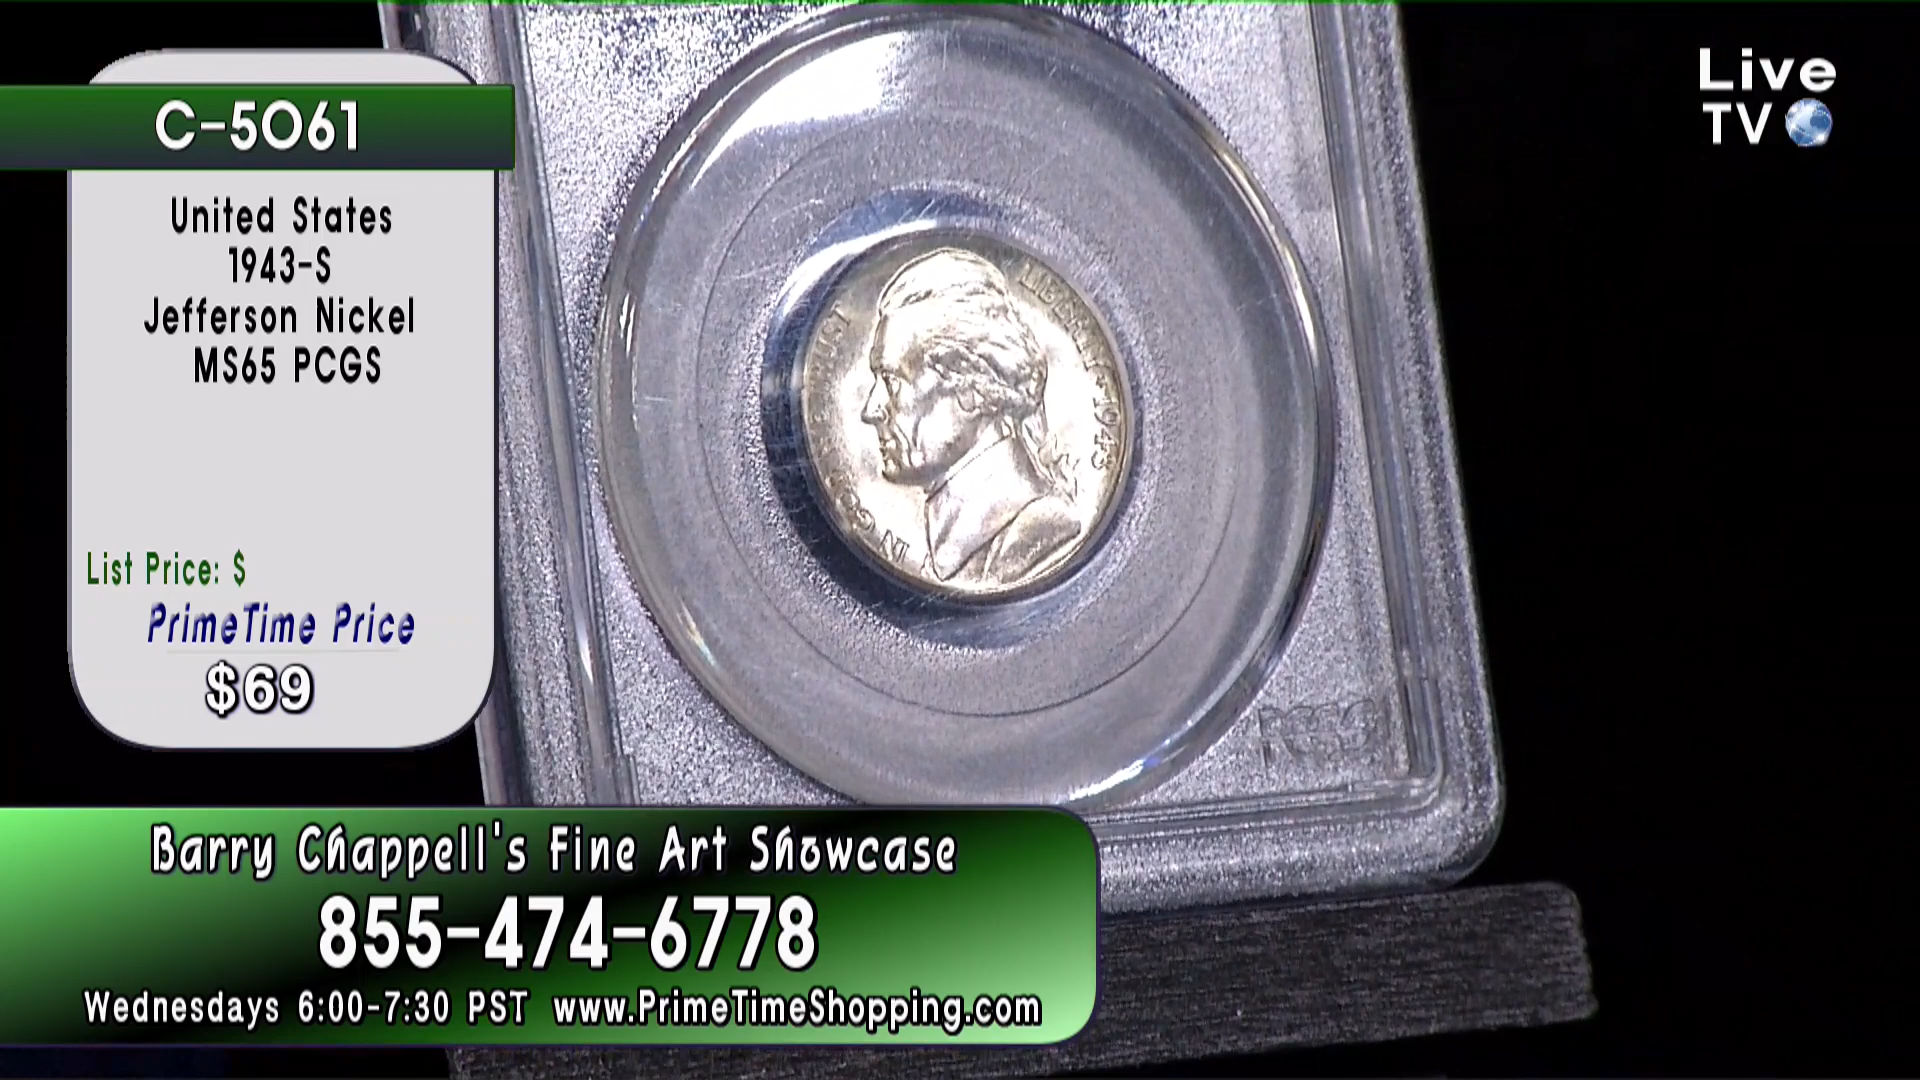 C-5061
United States
1943-S
Jefferson Nickel
MS65 PCGS
List Price: $
PrimeTime Price
$69
Live
TV
LIBERTY 1943
IN GOD WE TRUST
PCGS
Barry Chappell's Fine Art Showcase
855-474-6778
Wednesdays 6:00-7:30 PST www.PrimeTimeShopping.com